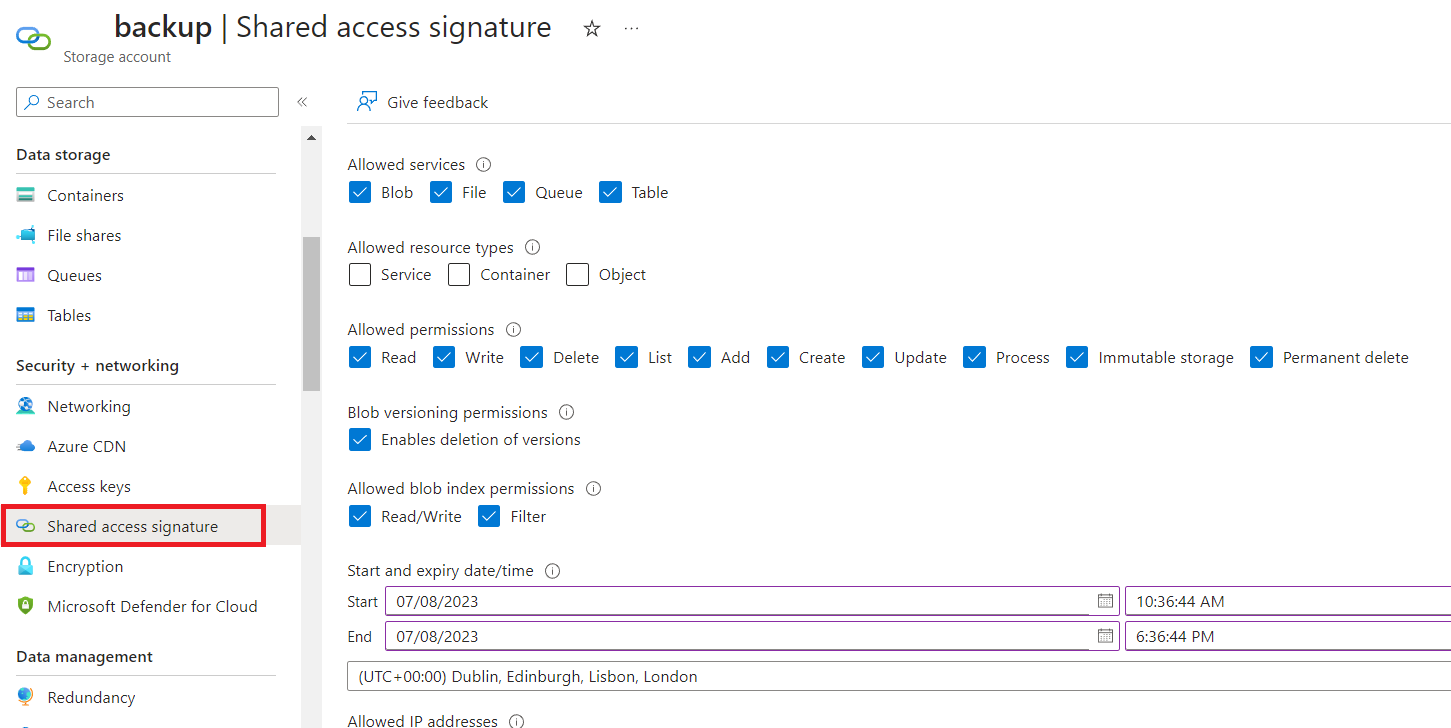 backup | Shared access signature
Storage account
Search
Data storage
Containers
File shares
Queues
Tables
Security + networking
Networking
Azure CDN
Access keys
Shared access signature
Encryption
Microsoft Defender for Cloud
Data management
Redundancy
Give feedback
Allowed services
Blob File Queue Table
Allowed resource types
Service Container Object
Allowed permissions
Read Write Delete List Add Create Update Process Immutable storage Permanent delete
Blob versioning permissions
Enables deletion of versions
Allowed blob index permissions
Read/Write Filter
Start and expiry date/time
Start 07/08/2023 10:36:44 AM
End 07/08/2023 6:36:44 PM
(UTC+00:00) Dublin, Edinburgh, Lisbon, London
Allowed IP addresses